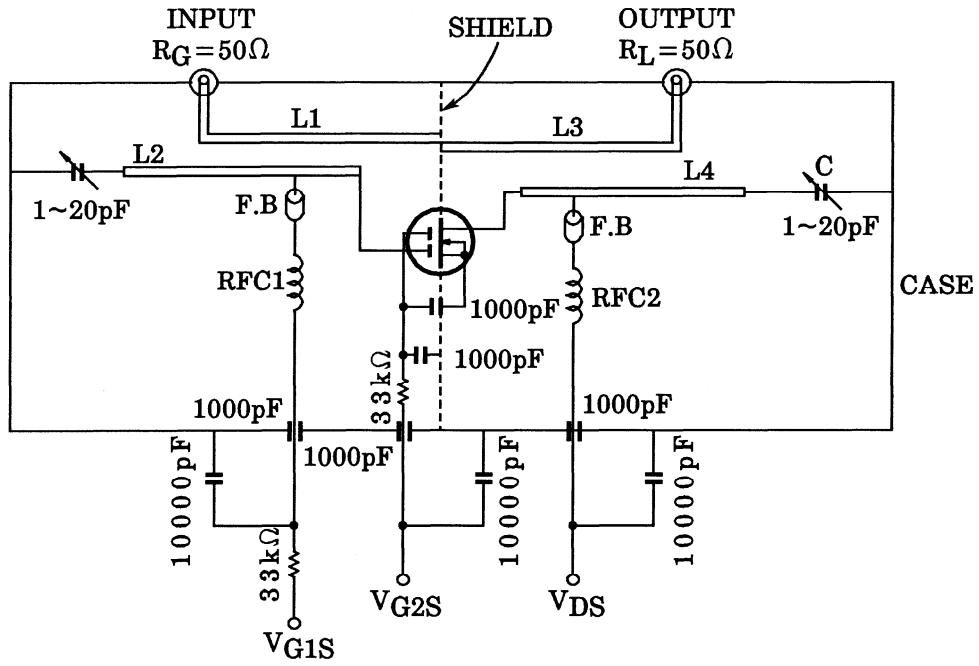 INPUT
R_G=50Ω
SHIELD
OUTPUT
R_L=50Ω
L1
L3
L2
L4
C
1~20pF
F.B
F.B
1~20pF
RFC1
RFC2
CASE
1000pF
1000pF
33kΩ
1000pF
1000pF
1000pF
10000pF
10000pF
10000pF
33kΩ
V_G2S
V_DS
V_G1S